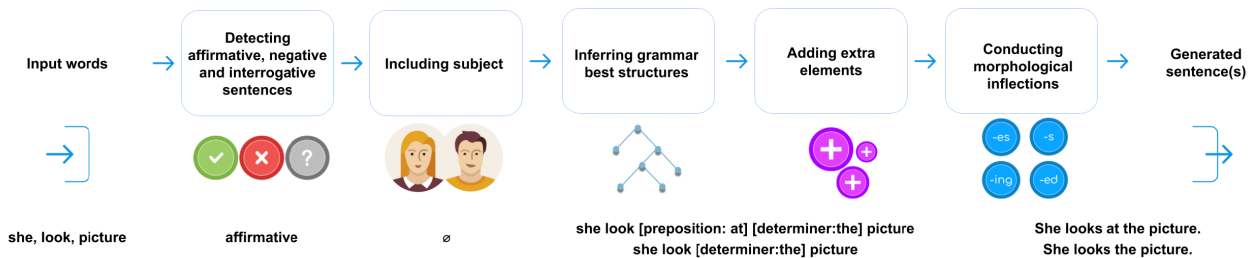 Input words
Detecting
affirmative, negative
and interrogative
sentences
Including subject
Inferring grammar
best structures
Adding extra
elements
Conducting
morphological
inflections
Generated
sentence(s)
?
-es
-s
-ing
-ed
she, look, picture
affirmative
ø
she look [preposition: at] [determiner:the] picture
she look [determiner:the] picture
She looks at the picture.
She looks the picture.